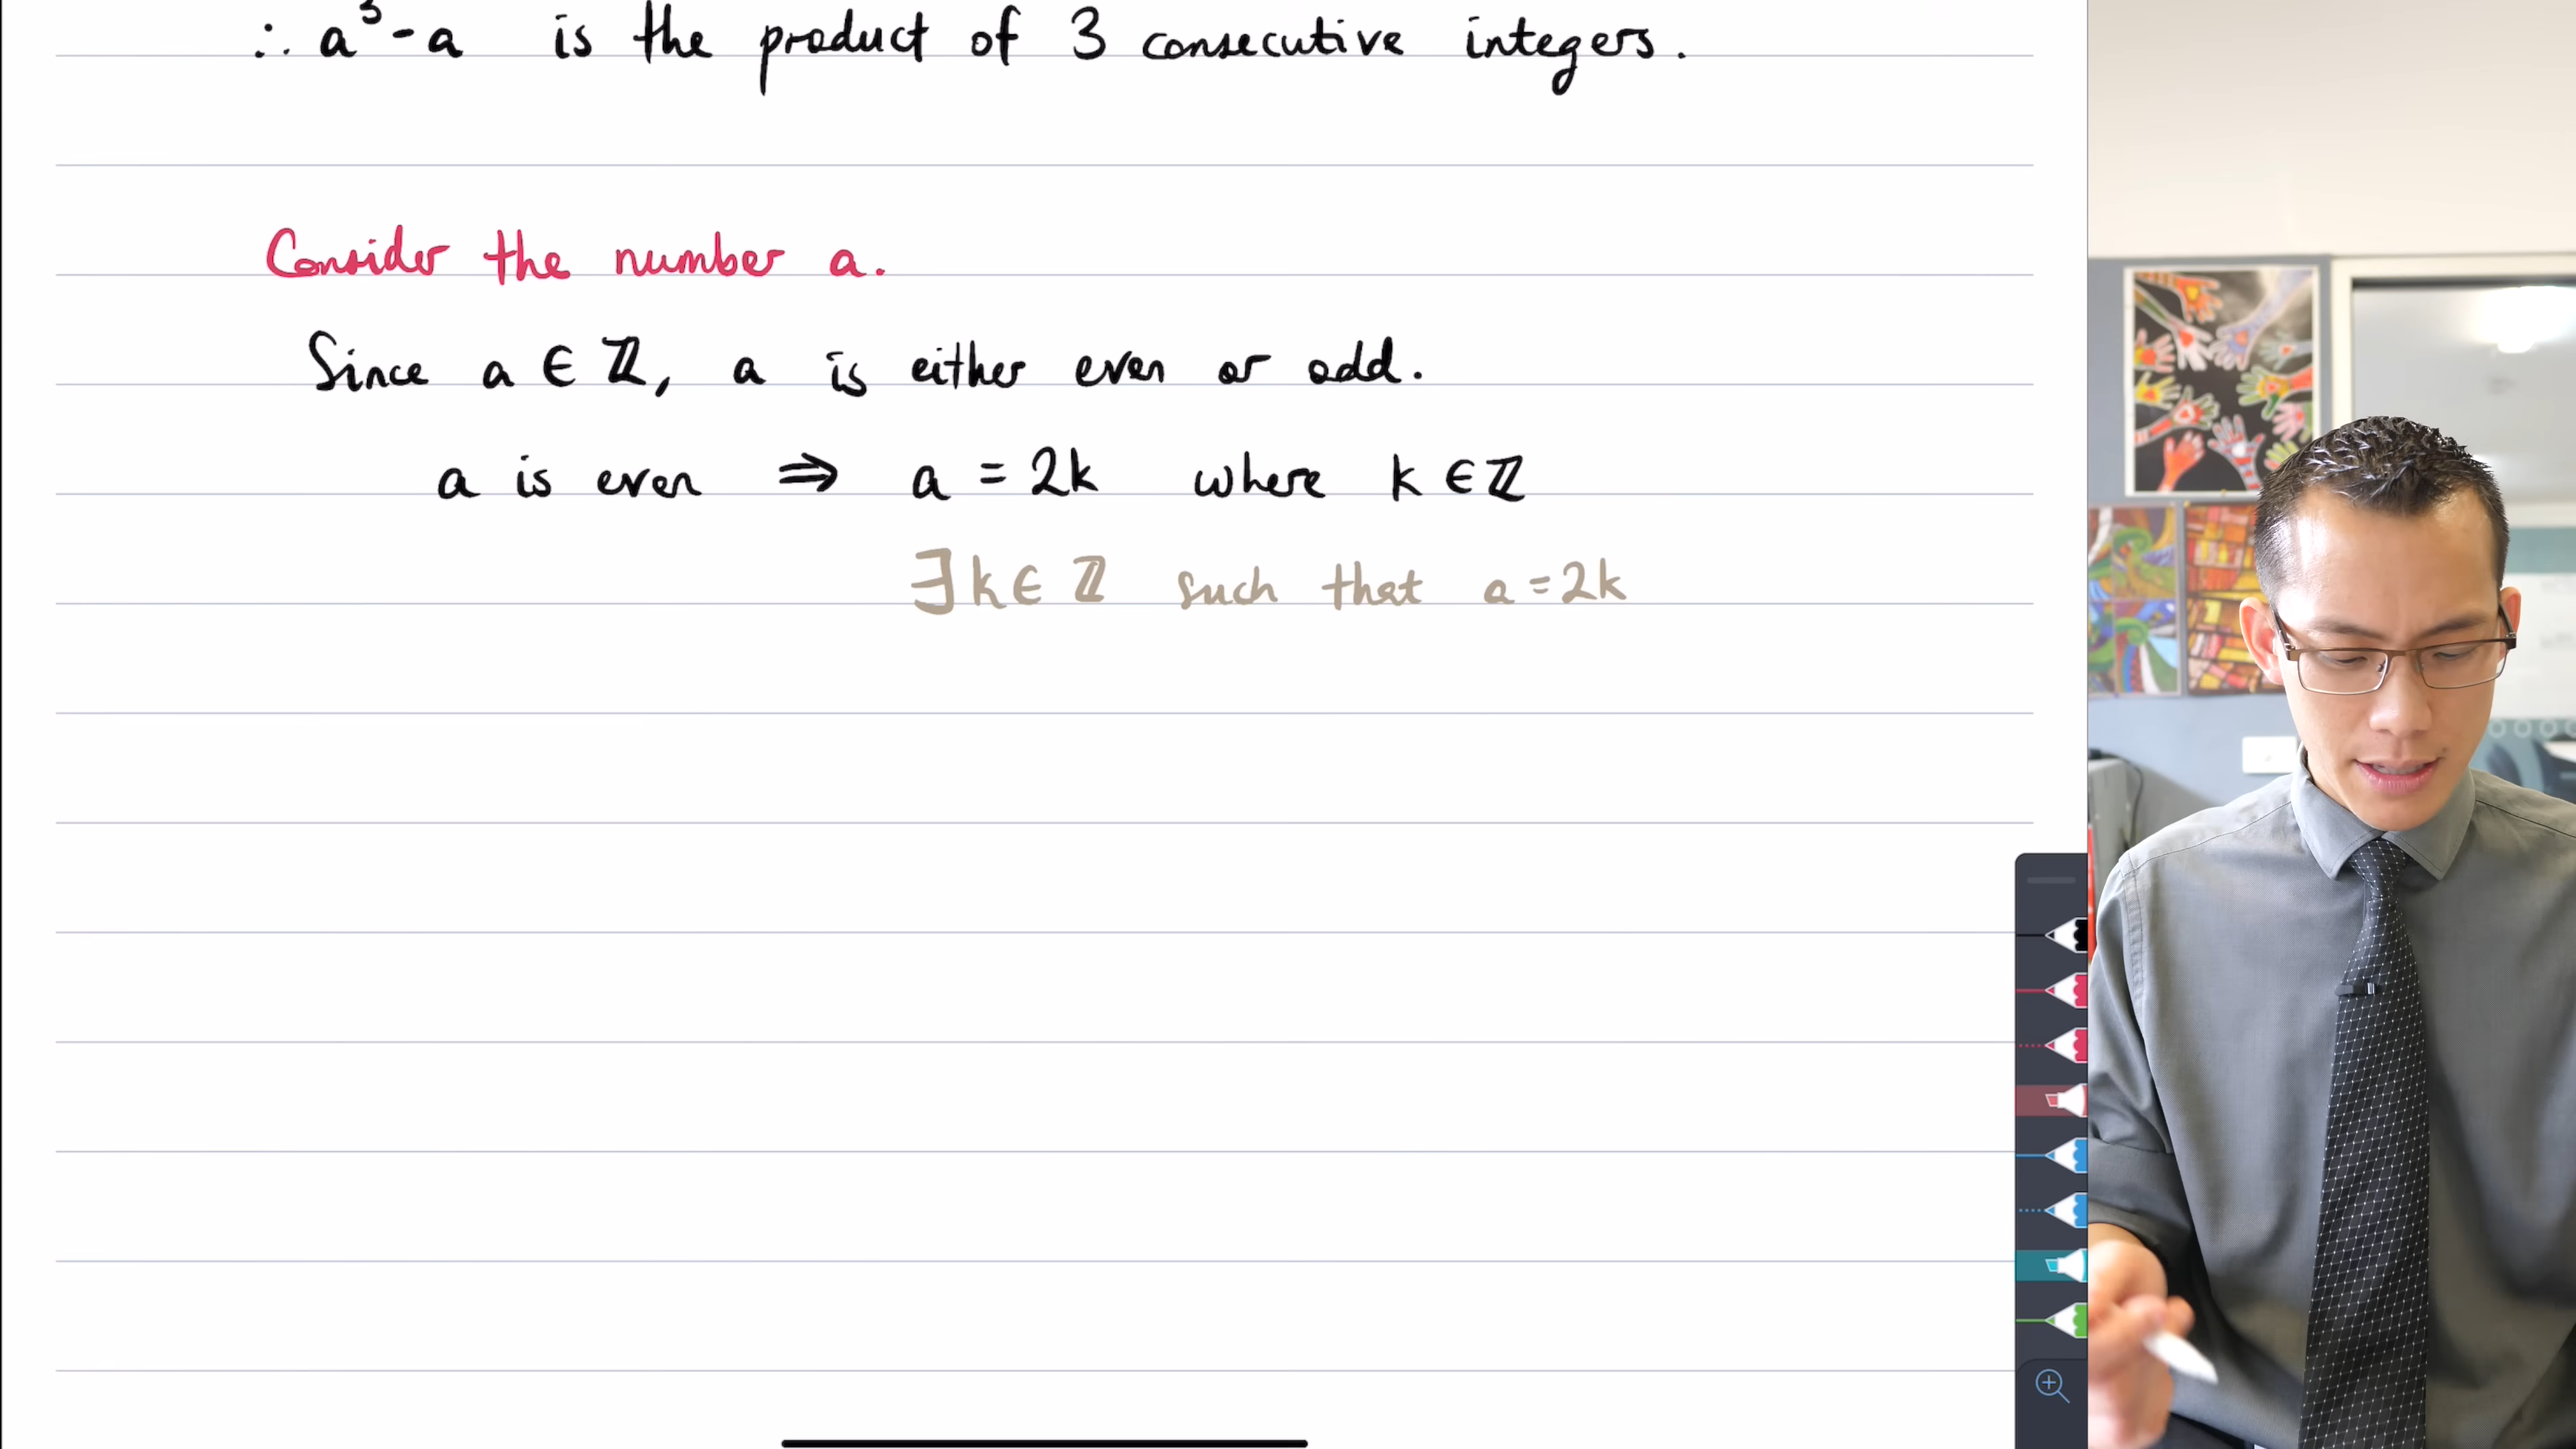 ∴ a³-a is the product of 3 consecutive integers.
Consider the number a.
Since a ∈ ℤ, a is either even or odd.
a is even ⇒ a = 2k where k ∈ ℤ
∃ k ∈ ℤ such that a = 2k